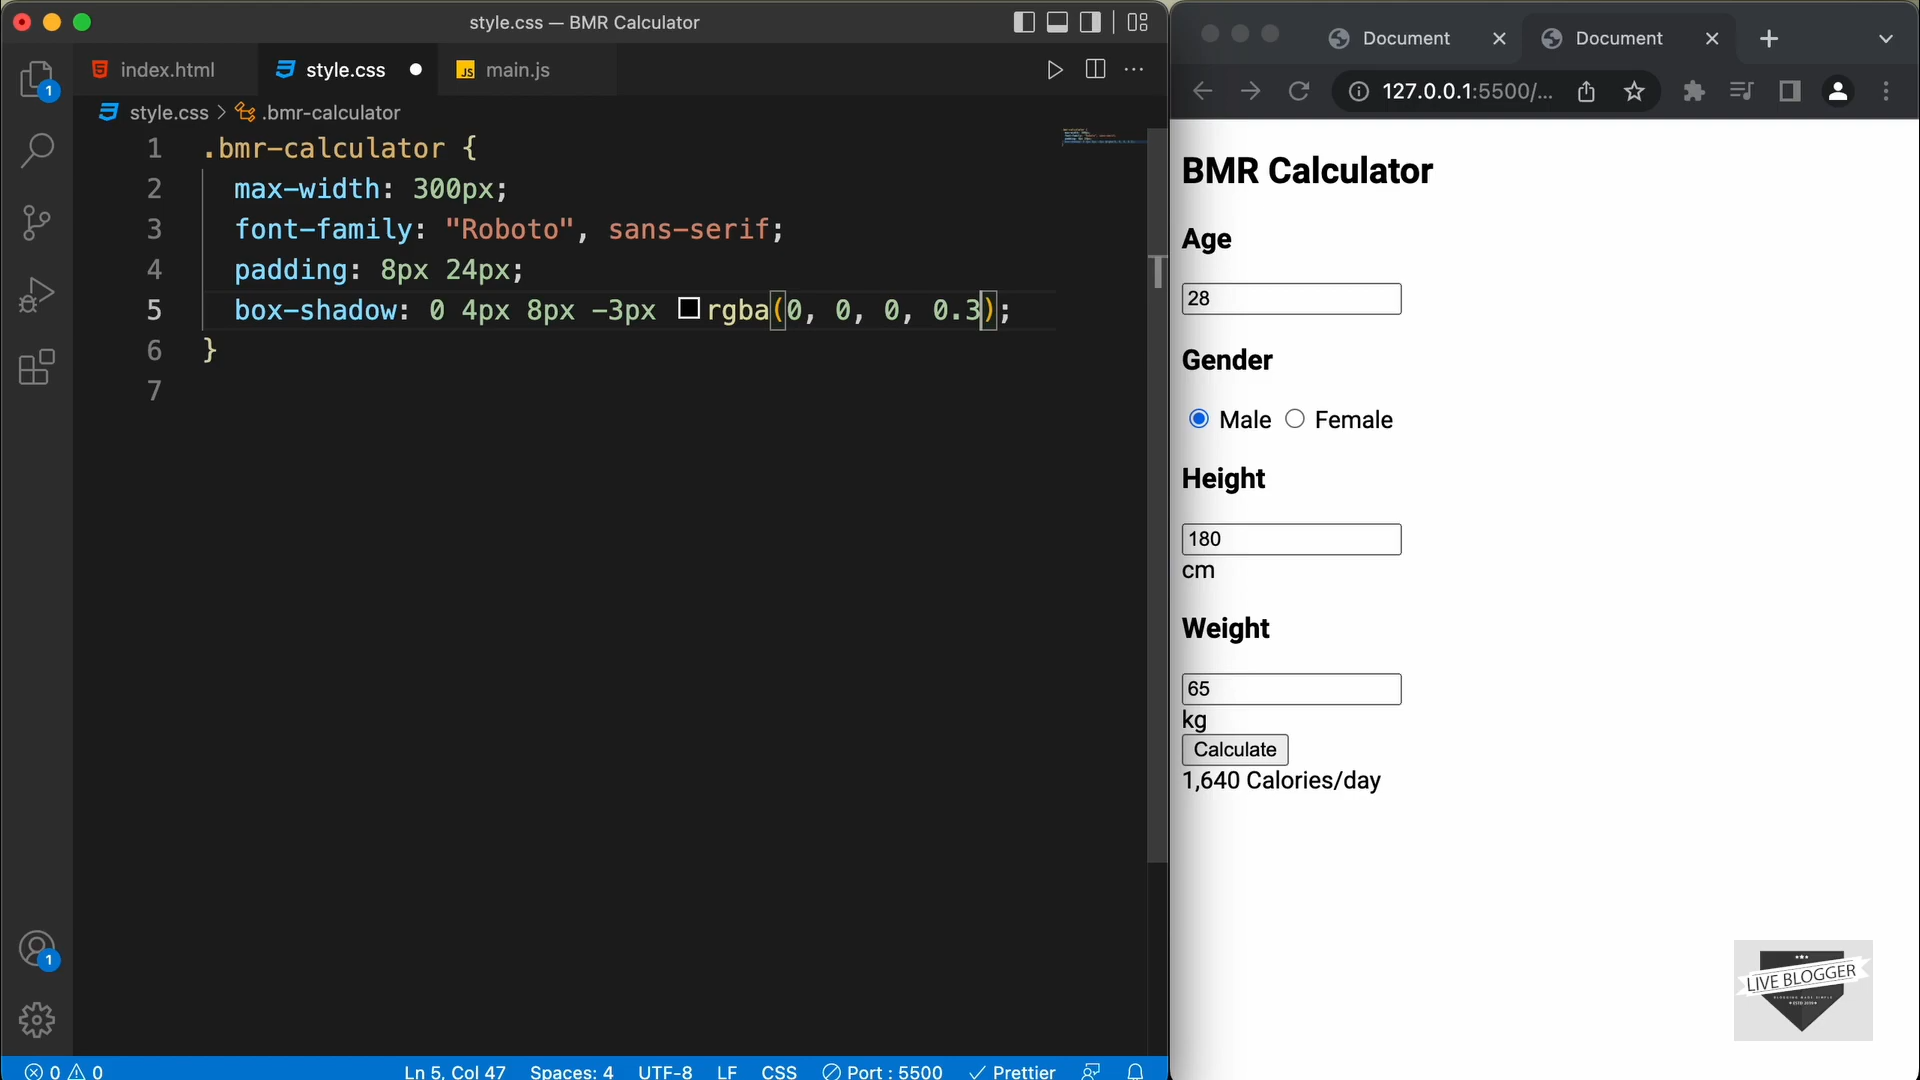 style.css — BMR Calculator
index.html
style.css
main.js
style.css > .bmr-calculator
1 .bmr-calculator {
2 max-width: 300px;
3 font-family: "Roboto", sans-serif;
4 padding: 8px 24px;
5 box-shadow: 0 4px 8px -3px rgba(0, 0, 0, 0.3);
6 }
7
1
1
0 0
Ln 5, Col 47
Spaces: 4
UTF-8
LF
CSS
Port : 5500
Prettier
Document
Document
127.0.0.1:5500/...
BMR Calculator
Age
28
Gender
Male Female
Height
180
cm
Weight
65
kg
Calculate
1,640 Calories/day
LIVE BLOGGER